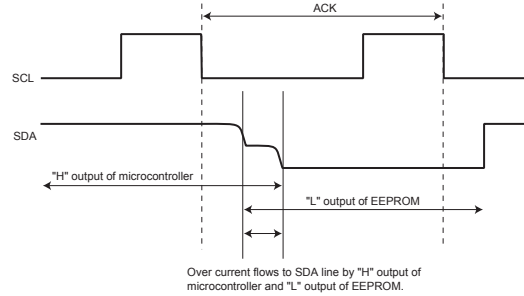 ACK
SCL
SDA
"H" output of microcontroller
"L" output of EEPROM
Over current flows to SDA line by "H" output of
microcontroller and "L" output of EEPROM.